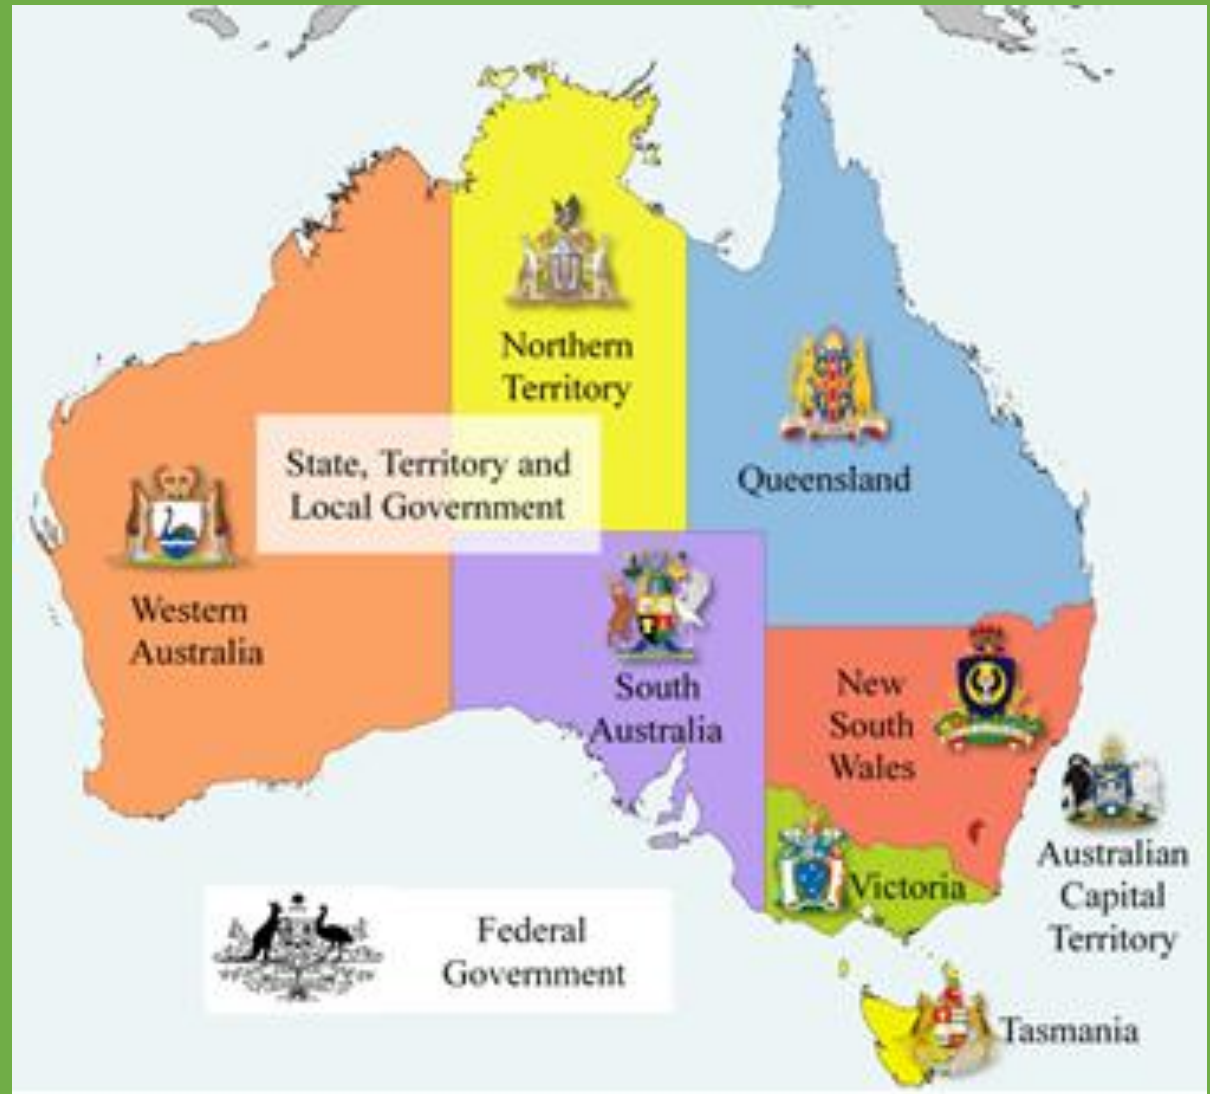 Northern
Territory
State, Territory and
Local Government
Queensland
Western
Australia
South
Australia
New
South
Wales
Australian
Capital
Territory
Victoria
Federal
Government
Tasmania